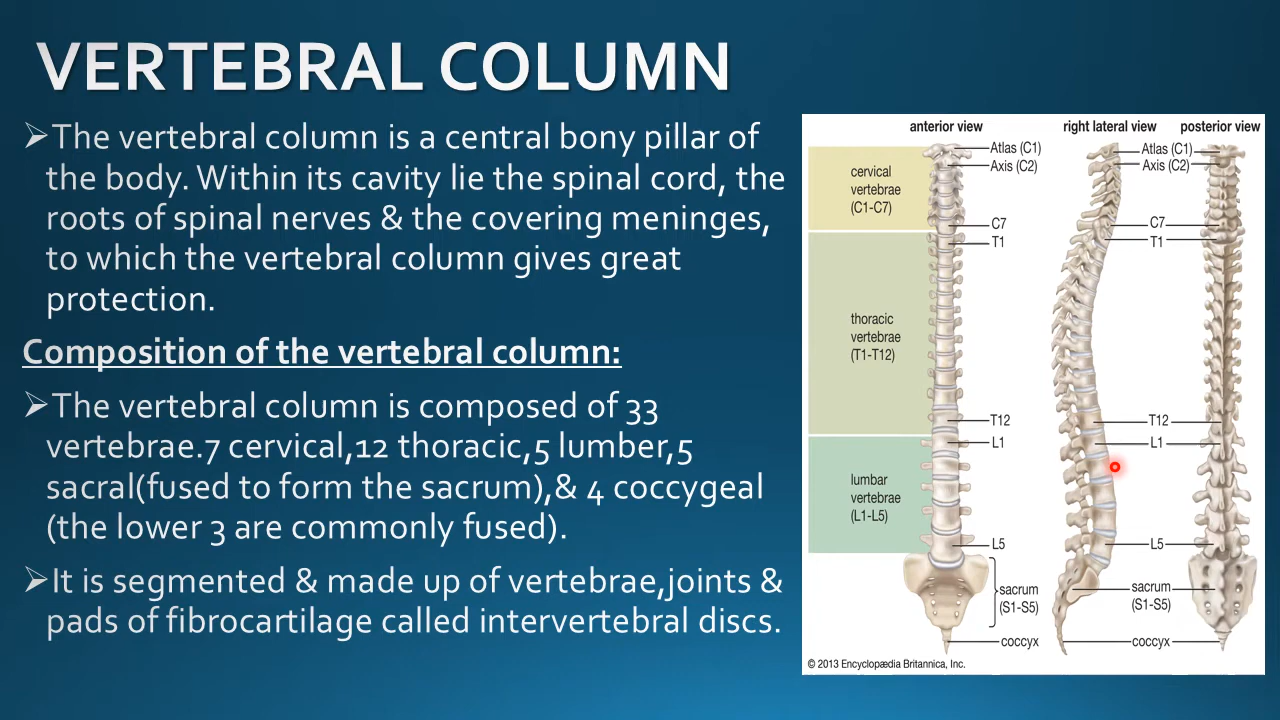 VERTEBRAL COLUMN
➢The vertebral column is a central bony pillar of
the body. Within its cavity lie the spinal cord, the
roots of spinal nerves & the covering meninges,
to which the vertebral column gives great
protection.
Composition of the vertebral column:
➢The vertebral column is composed of 33
vertebrae.7 cervical,12 thoracic,5 lumber,5
sacral(fused to form the sacrum),& 4 coccygeal
(the lower 3 are commonly fused).
➢It is segmented & made up of vertebrae,joints &
pads of fibrocartilage called intervertebral discs.
anterior view
right lateral view
posterior view
cervical
vertebrae
(C1-C7)
thoracic
vertebrae
(T1-T12)
lumbar
vertebrae
(L1-L5)
Atlas (C1)
Axis (C2)
C7
T1
T12
L1
L5
sacrum
(S1-S5)
coccyx
Atlas (C1)
Axis (C2)
C7
T1
T12
L1
L5
sacrum
(S1-S5)
coccyx
© 2013 Encyclopædia Britannica, Inc.